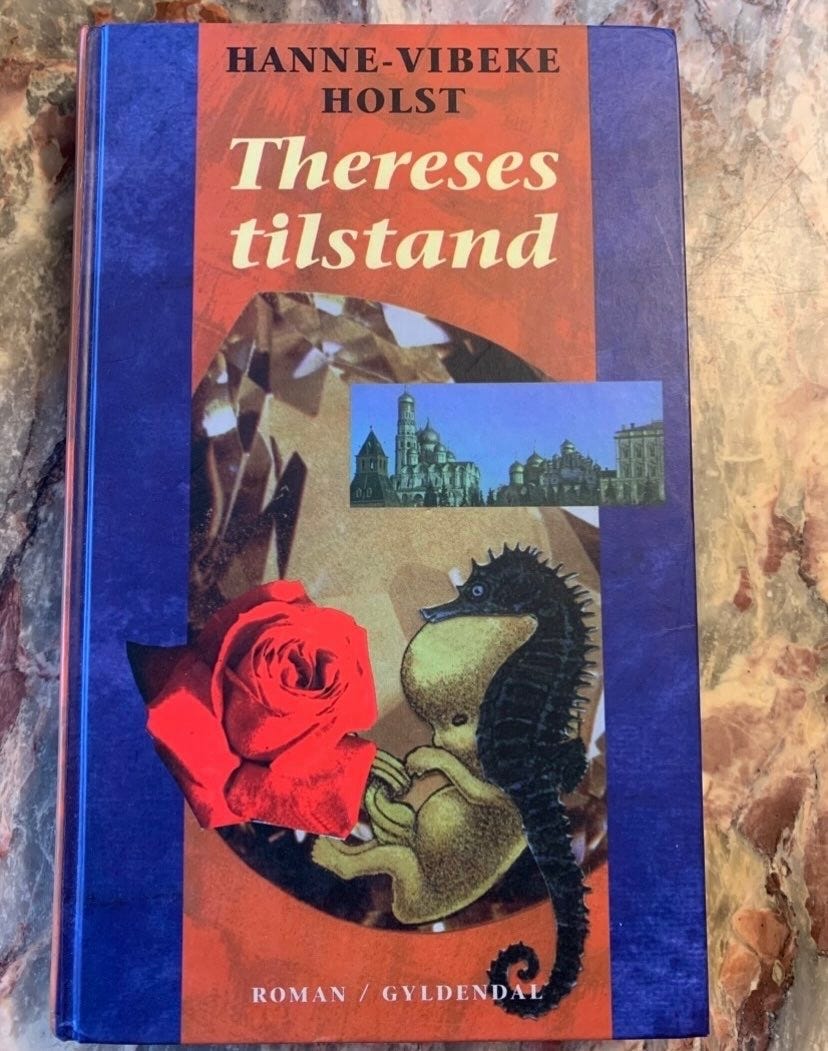 HANNE-VIBEKE
HOLST
Thereses
tilstand
ROMAN / GYLDENDAL